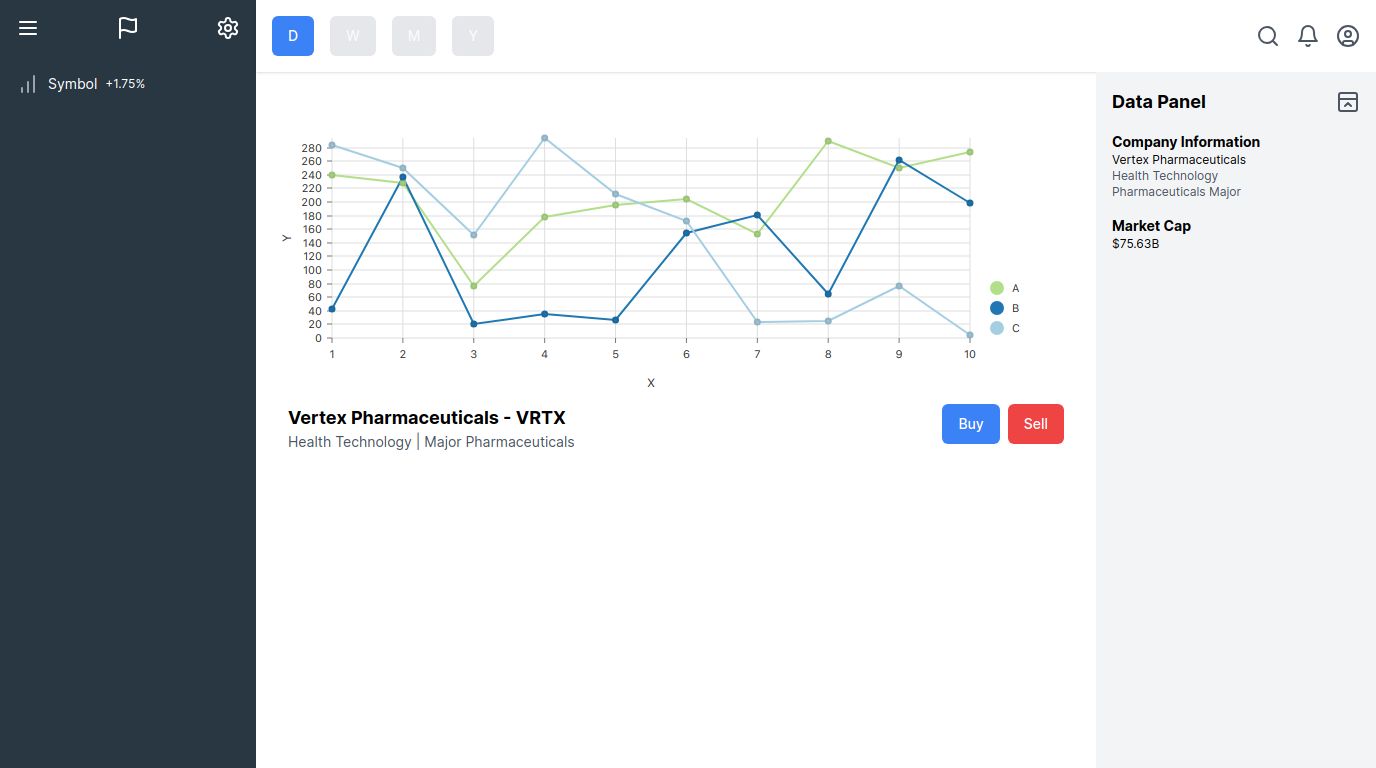 D W M Y
Symbol +1.75%
280
260
240
220
200
180
160
140
120
100
80
60
40
20
0
Y
1 2 3 4 5 6 7 8 9 10
X
A
B
C
Vertex Pharmaceuticals - VRTX
Health Technology | Major Pharmaceuticals
Buy Sell
Data Panel
Company Information
Vertex Pharmaceuticals
Health Technology
Pharmaceuticals Major
Market Cap
$75.63B